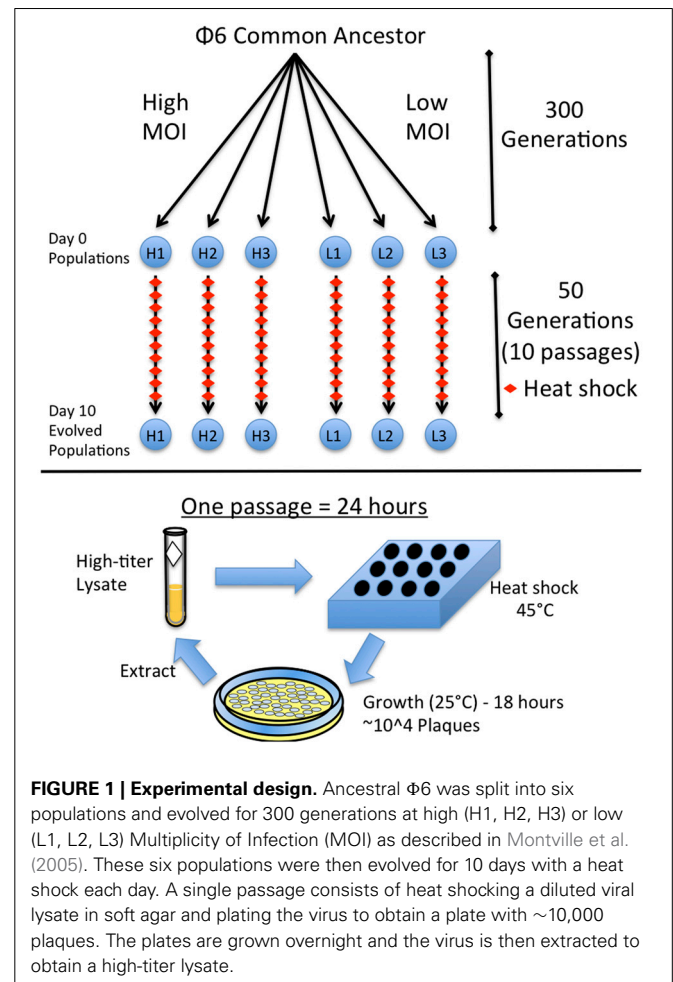 Φ6 Common Ancestor
High
MOI
Low
MOI
300
Generations
Day 0
Populations
H1 H2 H3 L1 L2 L3
50
Generations
(10 passages)
Heat shock
Day 10
Evolved
Populations
H1 H2 H3 L1 L2 L3
One passage = 24 hours
High-titer
Lysate
Heat shock
45°C
Extract
Growth (25°C) - 18 hours
~10^4 Plaques
FIGURE 1 | Experimental design. Ancestral Φ6 was split into six
populations and evolved for 300 generations at high (H1, H2, H3) or low
(L1, L2, L3) Multiplicity of Infection (MOI) as described in Montville et al.
(2005). These six populations were then evolved for 10 days with a heat
shock each day. A single passage consists of heat shocking a diluted viral
lysate in soft agar and plating the virus to obtain a plate with ∼10,000
plaques. The plates are grown overnight and the virus is then extracted to
obtain a high-titer lysate.